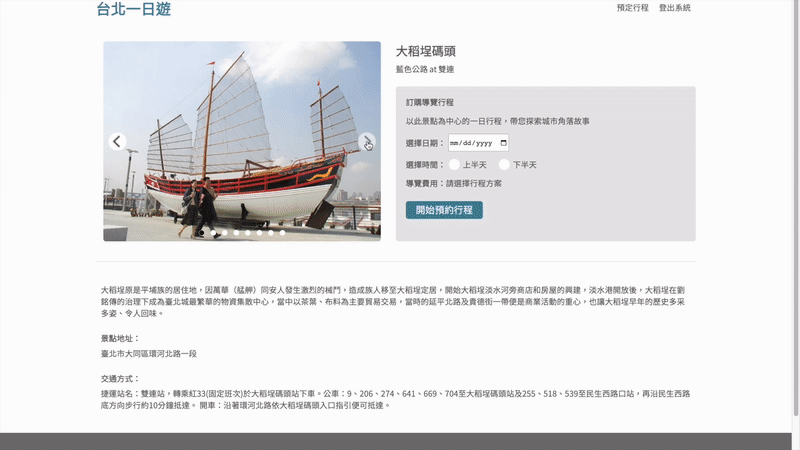 台北一日遊
預定行程 登出系統
大稻埕碼頭
藍色公路 at 雙連
訂購導覽行程
以此景點為中心的一日行程，帶您探索城市角落故事
選擇日期： mm/dd/yyyy
選擇時間： 上半天 下半天
導覽費用：請選擇行程方案
開始預約行程
大稻埕原是平埔族的居住地，因萬華（艋舺）同安人發生激烈的械鬥，造成族人移至大稻埕定居，開始大稻埕淡水河旁商店和房屋的興建，淡水港開放後，大稻埕在劉
銘傳的治理下成為臺北城最繁華的物資集散中心，當中以茶葉、布料為主要貿易交易，當時的延平北路及貴德街一帶便是商業活動的重心，也讓大稻埕早年的歷史多采
多姿、令人回味。
景點地址：
臺北市大同區環河北路一段
交通方式：
捷運站名：雙連站，轉乘紅33(固定班次)於大稻埕碼頭站下車。公車：9、206、274、641、669、704至大稻埕碼頭站及255、518、539至民生西路口站，再沿民生西路
底方向步行約10分鐘抵達。 開車：沿著環河北路依大稻埕碼頭入口指引便可抵達。